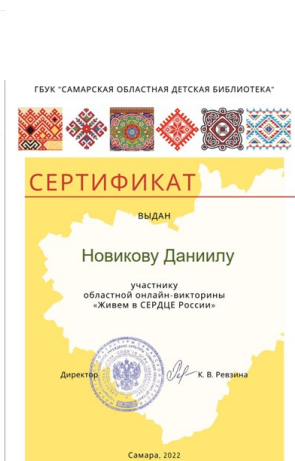 ГБУК "САМАРСКАЯ ОБЛАСТНАЯ ДЕТСКАЯ БИБЛИОТЕКА"
СЕРТИФИКАТ
ВЫДАН
Новикову Даниилу
участнику
областной онлайн-викторины
«Живем в СЕРДЦЕ России»
Директор К. В. Ревзина
Самара, 2022